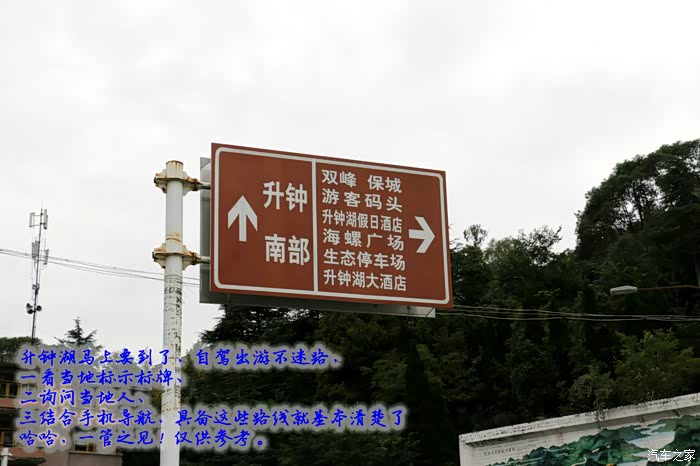 升钟
南部
双峰 保城
游客码头
升钟湖假日酒店
海螺广场
生态停车场
升钟湖大酒店
升钟湖马上要到了，自驾出游不迷路、
一看当地标示标牌、
二询问当地人、
三结合手机导航，具备这些路线就基本清楚了
哈哈，一管之见！仅供参考。
汽车之家